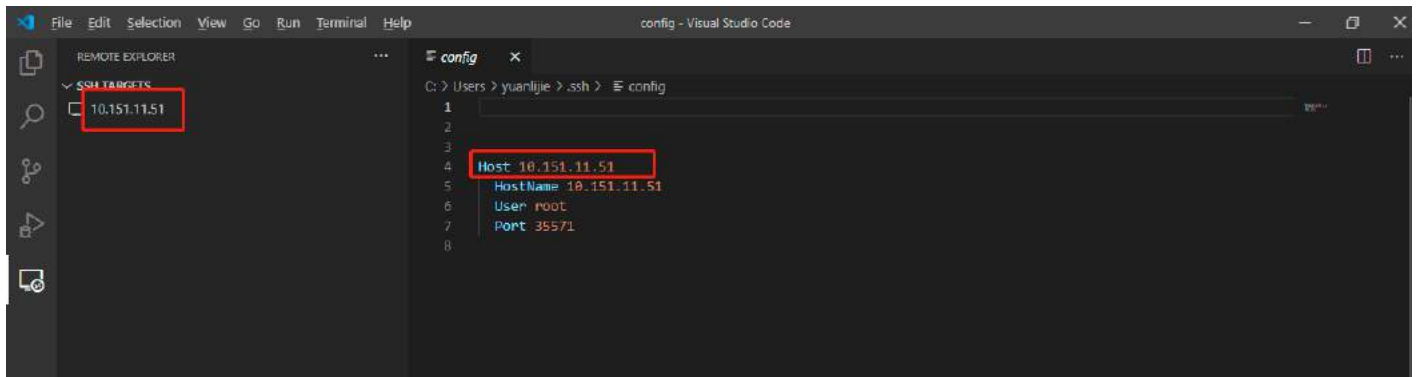 File Edit Selection View Go Run Terminal Help
config - Visual Studio Code
REMOTE EXPLORER
SSH TARGETS
10.151.11.51
config
C: > Users > yuanlijie > .ssh > config
1
2
3
4 Host 10.151.11.51
5 HostName 10.151.11.51
6 User root
7 Port 35571
8